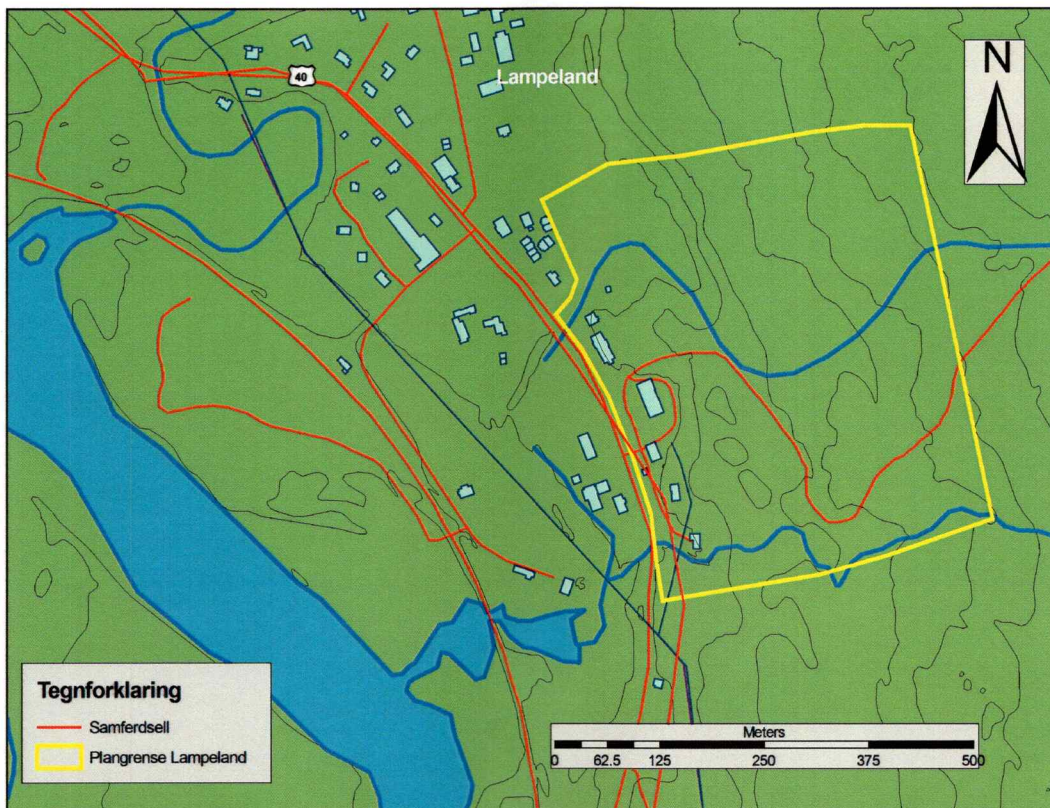 40
Lampeland
N
Tegnforklaring
Samferdsell
Plangrense Lampeland
Meters
0 62.5 125 250 375 500